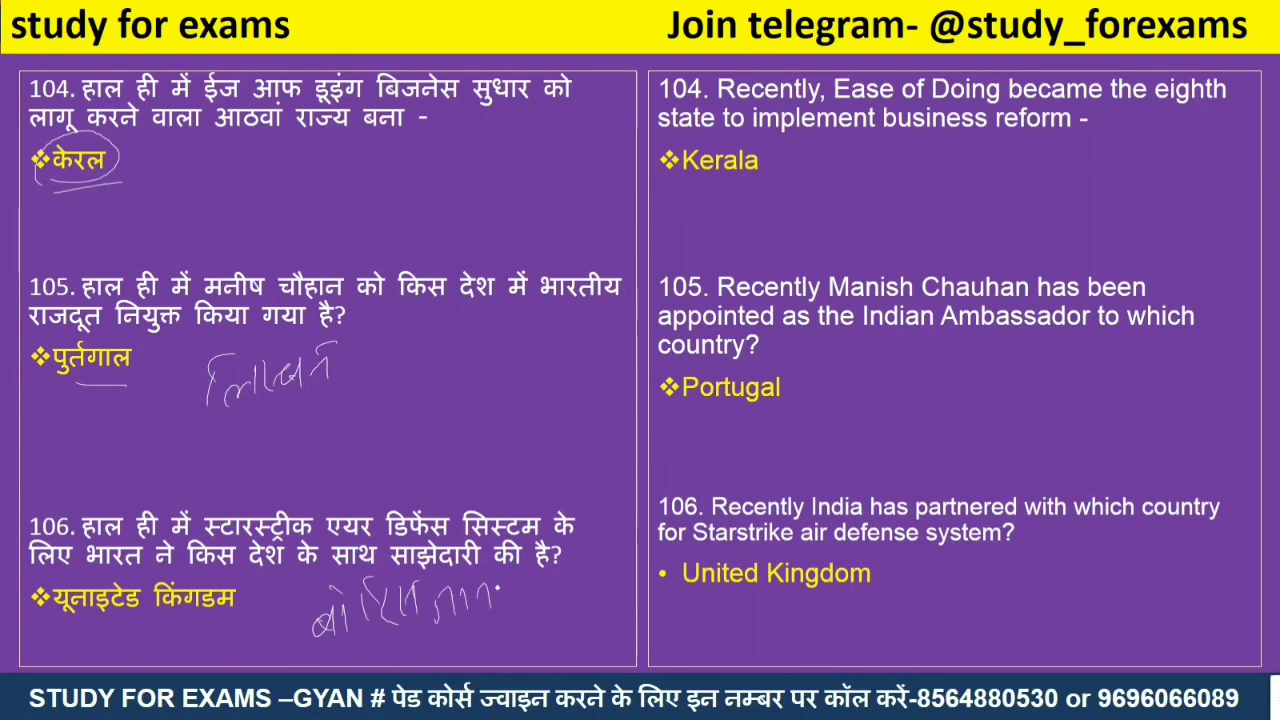 study for exams
Join telegram- @study_forexams
104. हाल ही में ईज आफ डूइंग बिजनेस सुधार को
लागू करने वाला आठवां राज्य बना -
❖केरल
105. हाल ही में मनीष चौहान को किस देश में भारतीय
राजदूत नियुक्त किया गया है?
❖पुर्तगाल
106. हाल ही में स्टारस्ट्रीक एयर डिफेंस सिस्टम के
लिए भारत ने किस देश के साथ साझेदारी की है?
❖यूनाइटेड किंगडम
104. Recently, Ease of Doing became the eighth
state to implement business reform -
❖Kerala
105. Recently Manish Chauhan has been
appointed as the Indian Ambassador to which
country?
❖Portugal
106. Recently India has partnered with which country
for Starstrike air defense system?
• United Kingdom
STUDY FOR EXAMS –GYAN # पेड कोर्स ज्वाइन करने के लिए इन नम्बर पर कॉल करें-8564880530 or 9696066089